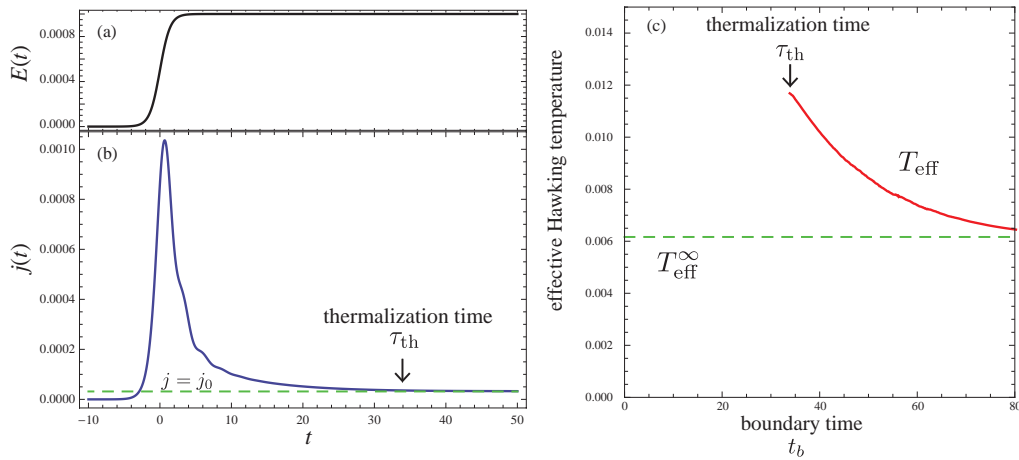 (a)
E(t)
0.0008
0.0004
0.0000
(b)
j(t)
0.0010
0.0008
0.0006
0.0004
0.0002
0.0000
thermalization time
τth
j = j0
−10 0 10 20 30 40 50
t
(c)
effective Hawking temperature
0.014
0.012
0.010
0.008
0.006
0.004
0.002
0.000
thermalization time
τth
Teff
T∞eff
0 20 40 60 80
boundary time
tb